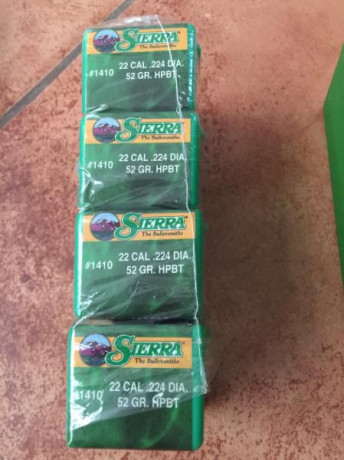 SIERRA
The Bulletsmiths
#1410 22 CAL .224 DIA.
52 GR. HPBT
SIERRA
The Bulletsmiths
#1410 22 CAL .224 DIA.
52 GR. HPBT
SIERRA
The Bulletsmiths
#1410 22 CAL .224 DIA.
52 GR. HPBT
SIERRA
The Bulletsmiths
#1410 22 CAL .224 DIA.
52 GR. HPBT